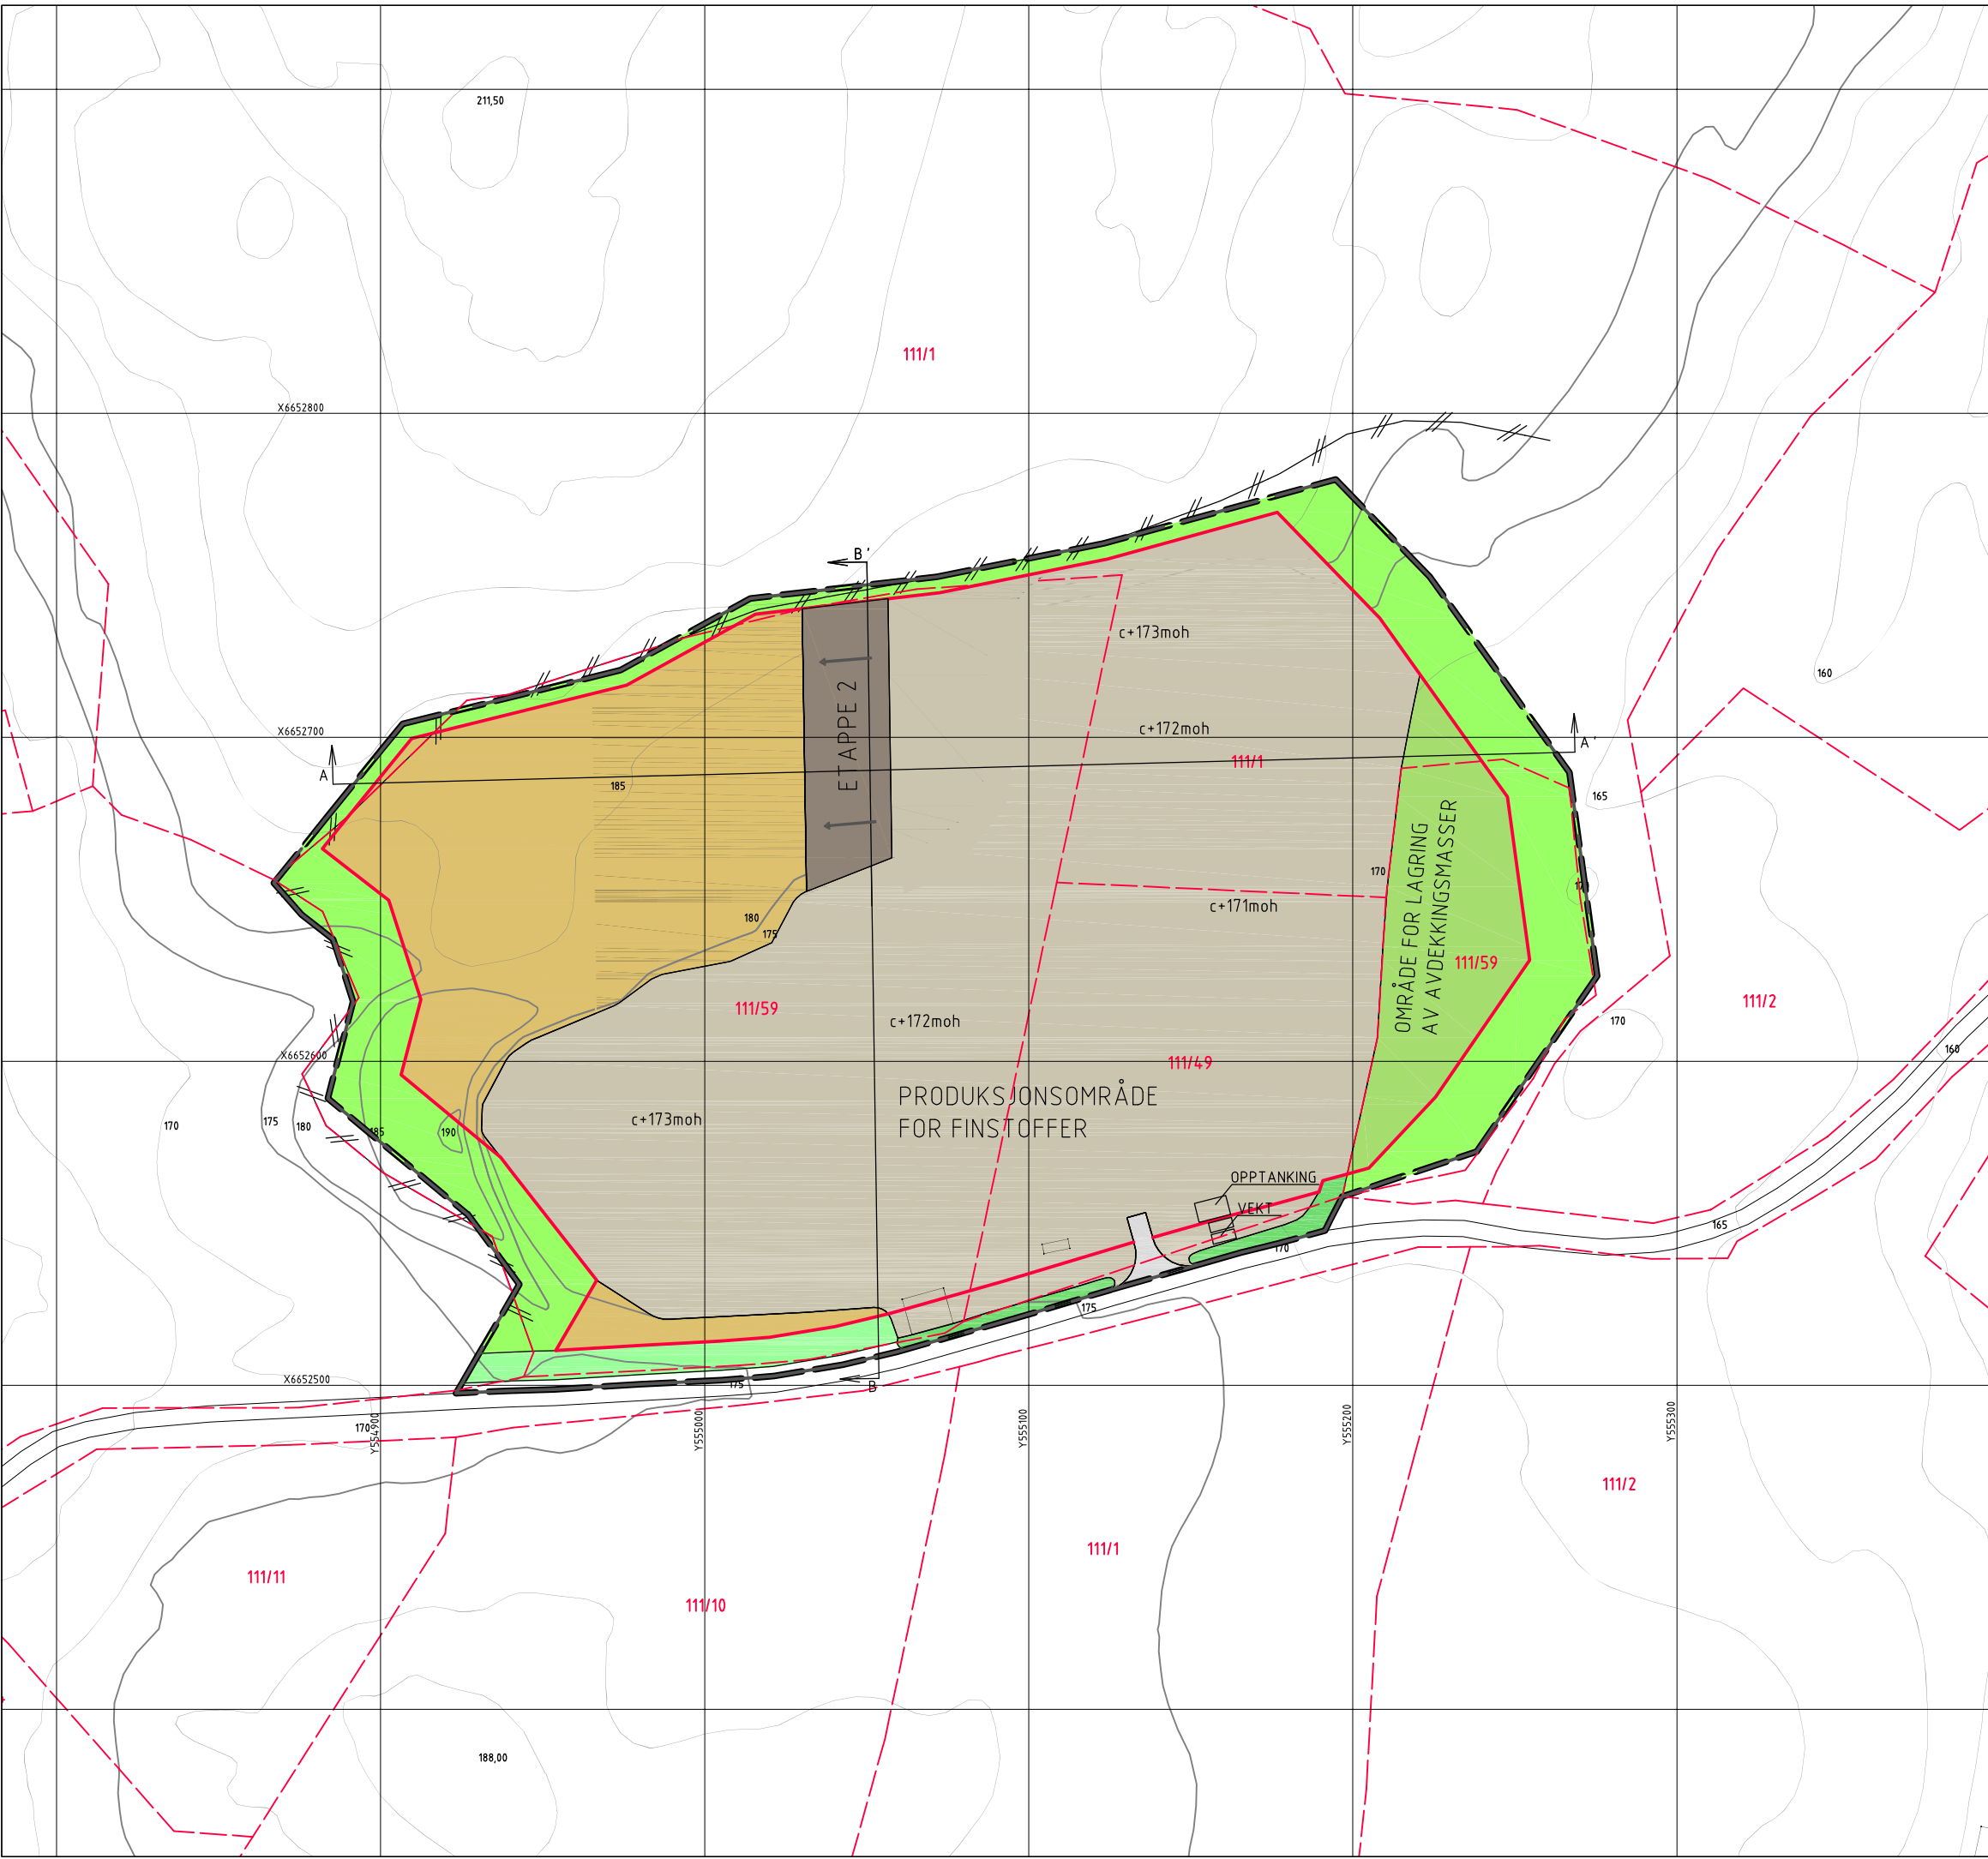 211,50
111/1
X6652800
B'
c+173moh
160
ETAPPE 2
X6652700
c+172moh
A'
A
111/1
185
165
OMRÅDE FOR LAGRING
AV AVDEKKINGSMASSER
170
c+171moh
180
175
111/59
111/59
111/2
c+172moh
170
X6652600
111/49
160
PRODUKSJONSOMRÅDE
FOR FINSTOFFER
c+173moh
170
175
180
185
190
OPPTANKING
VEKT
165
170
175
X6652500
175
B
170
Y554900
Y555000
Y555100
Y555200
Y555300
111/2
111/1
111/11
111/10
188,00